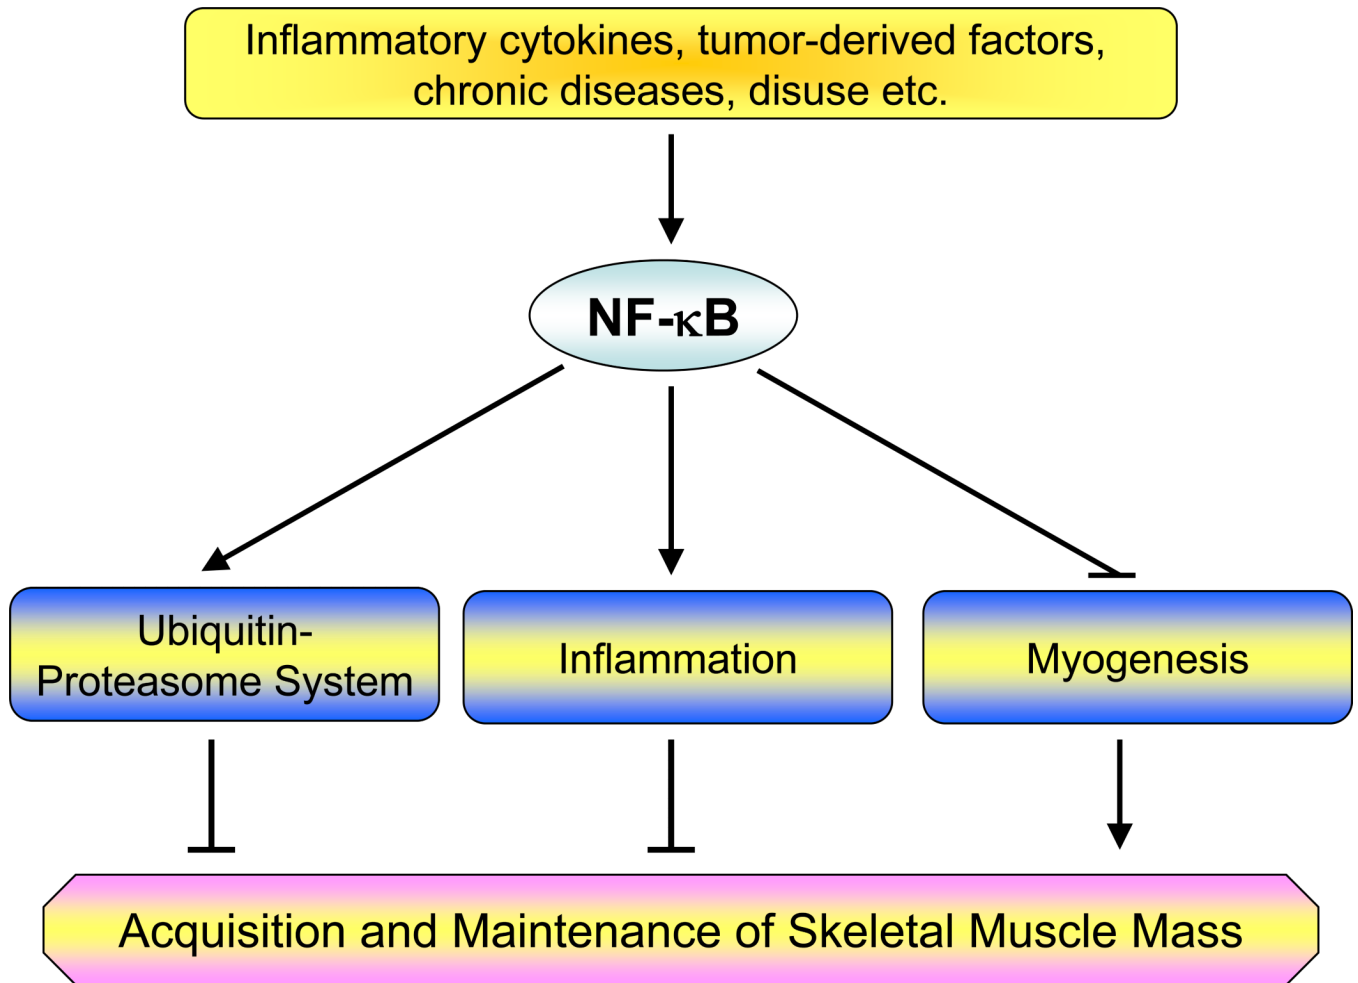 Inflammatory cytokines, tumor-derived factors,
chronic diseases, disuse etc.
NF-κB
Ubiquitin-
Proteasome System
Inflammation
Myogenesis
Acquisition and Maintenance of Skeletal Muscle Mass